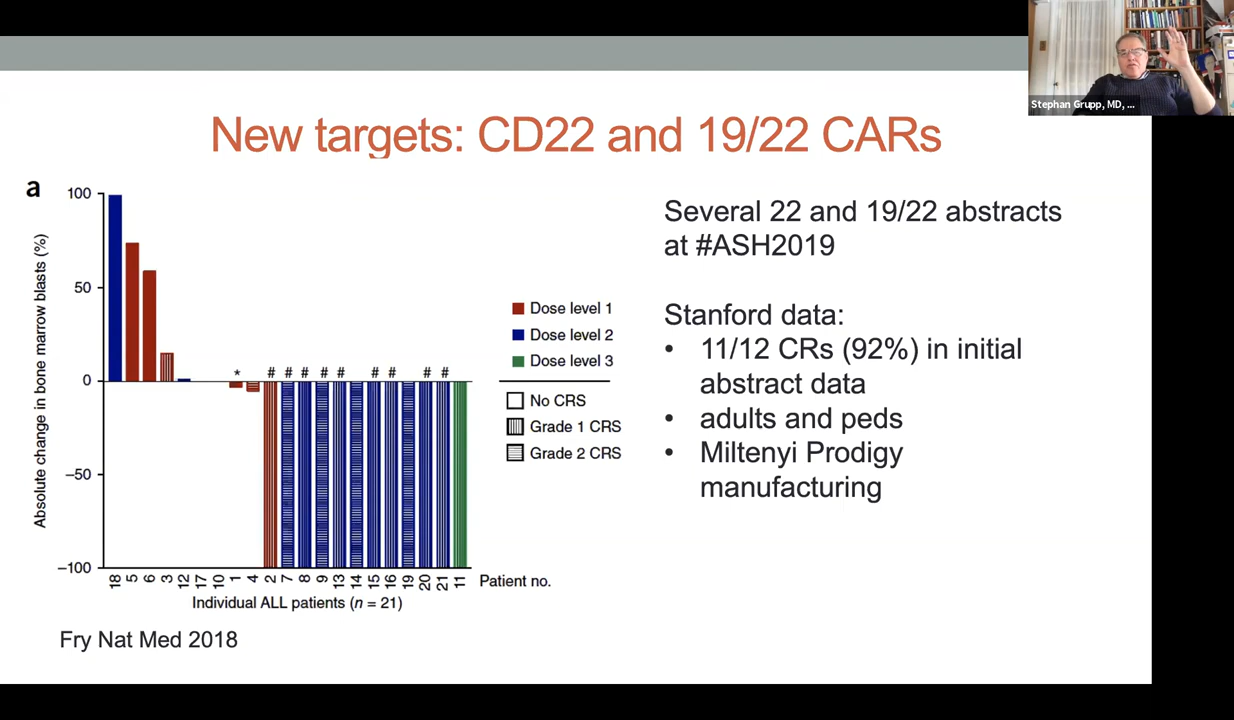 Stephan Grupp, MD, ...
New targets: CD22 and 19/22 CARs
a
Absolute change in bone marrow blasts (%)
100
50
0
−50
−100
*
# # # # # # # # #
18 5 6 3 12 17 10 1 4 2 7 8 9 13 14 15 16 19 20 21 11
Patient no.
Individual ALL patients (n = 21)
Dose level 1
Dose level 2
Dose level 3
No CRS
Grade 1 CRS
Grade 2 CRS
Fry Nat Med 2018
Several 22 and 19/22 abstracts
at #ASH2019
Stanford data:
• 11/12 CRs (92%) in initial
abstract data
• adults and peds
• Miltenyi Prodigy
manufacturing